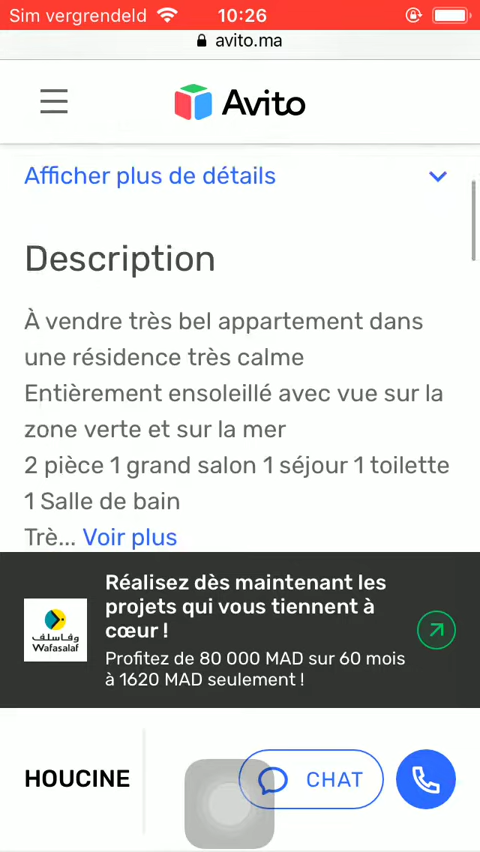 Sim vergrendeld 10:26
avito.ma
Avito
Afficher plus de détails
Description
À vendre très bel appartement dans
une résidence très calme
Entièrement ensoleillé avec vue sur la
zone verte et sur la mer
2 pièce 1 grand salon 1 séjour 1 toilette
1 Salle de bain
Trè... Voir plus
Réalisez dès maintenant les
projets qui vous tiennent à
cœur !
وفاسلف
Wafasalaf
Profitez de 80 000 MAD sur 60 mois
à 1620 MAD seulement !
HOUCINE
CHAT